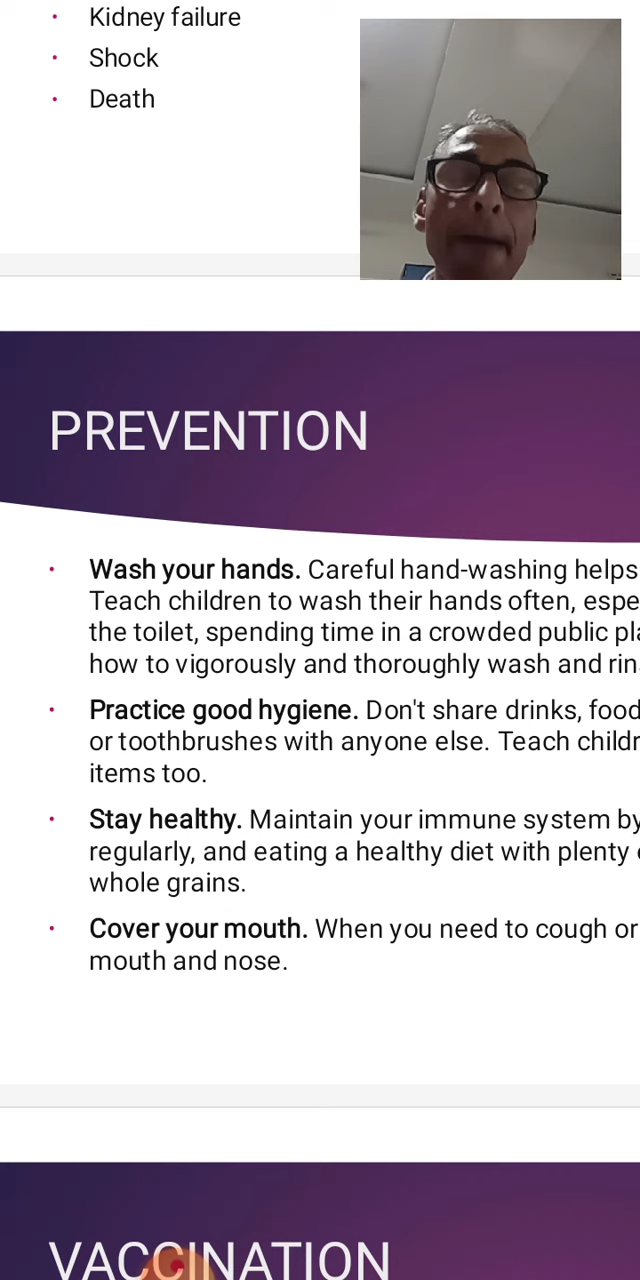 Kidney failure
Shock
Death
PREVENTION
Wash your hands. Careful hand-washing helps
Teach children to wash their hands often, espe
the toilet, spending time in a crowded public pla
how to vigorously and thoroughly wash and rin
Practice good hygiene. Don't share drinks, food
or toothbrushes with anyone else. Teach childr
items too.
Stay healthy. Maintain your immune system by
regularly, and eating a healthy diet with plenty
whole grains.
Cover your mouth. When you need to cough or
mouth and nose.
VACCINATION